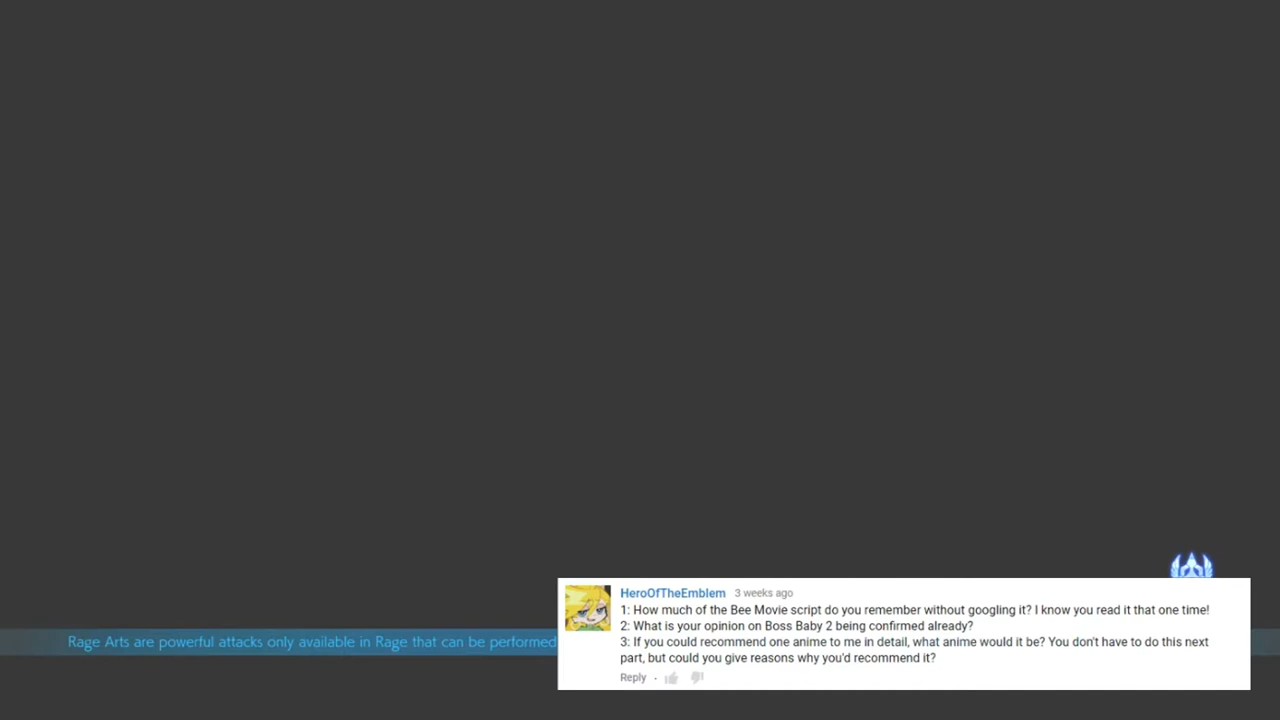 HeroOfTheEmblem 3 weeks ago
1: How much of the Bee Movie script do you remember without googling it? I know you read it that one time!
2: What is your opinion on Boss Baby 2 being confirmed already?
3: If you could recommend one anime to me in detail, what anime would it be? You don't have to do this next
part, but could you give reasons why you'd recommend it?
Reply
Rage Arts are powerful attacks only available in Rage that can be performed